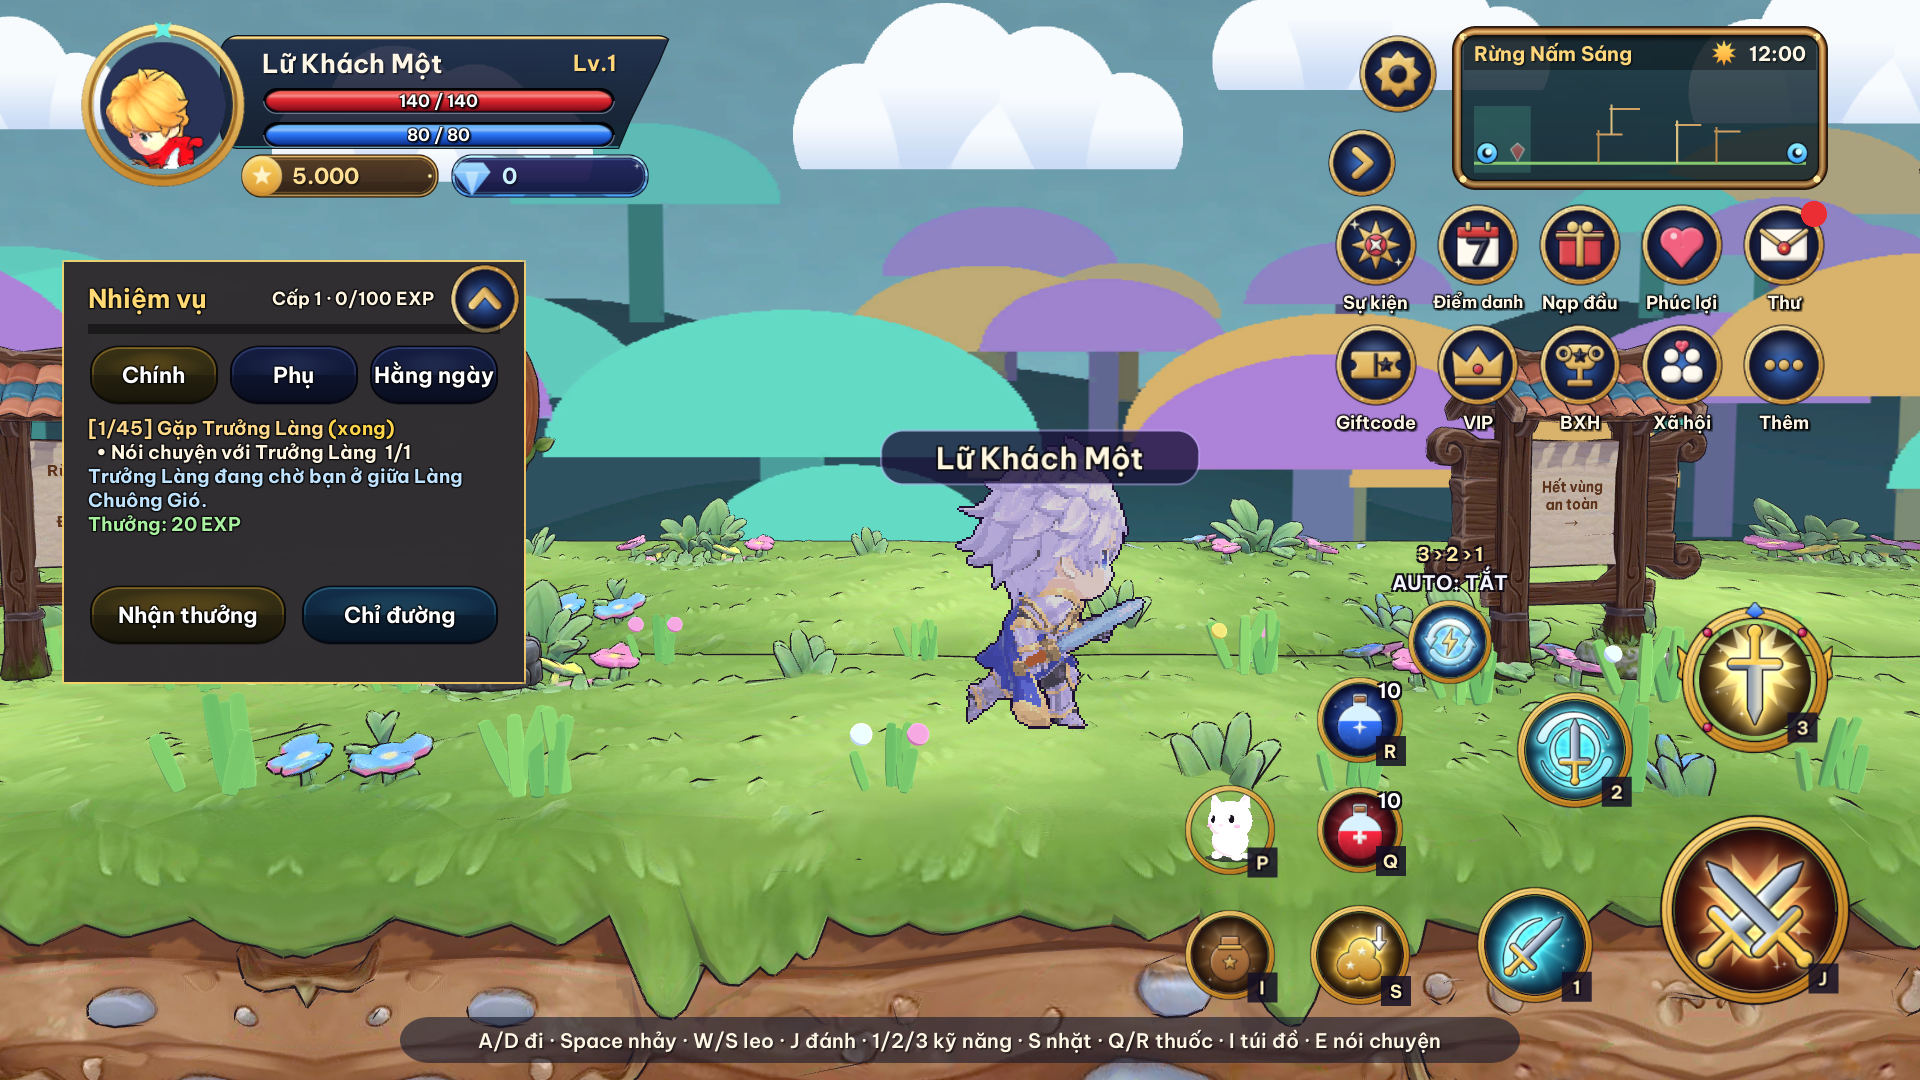 Lữ Khách Một
Lv.1
140 / 140
80 / 80
5.000
0
Rừng Nấm Sáng
12:00
Sự kiện
7
Điểm danh
Nạp đầu
Phúc lợi
Thư
Giftcode
VIP
BXH
Xã hội
Thêm
Nhiệm vụ
Cấp 1 · 0/100 EXP
Chính
Phụ
Hằng ngày
[1/45] Gặp Trưởng Làng (xong)
• Nói chuyện với Trưởng Làng 1/1
Trưởng Làng đang chờ bạn ở giữa Làng
Chuông Gió.
Thưởng: 20 EXP
Nhận thưởng
Chỉ đường
Lữ Khách Một
Hết vùng
an toàn
→
3 › 2 › 1
AUTO: TẮT
10
R
10
Q
P
I
S
1
2
3
J
A/D đi · Space nhảy · W/S leo · J đánh · 1/2/3 kỹ năng · S nhặt · Q/R thuốc · I túi đồ · E nói chuyện